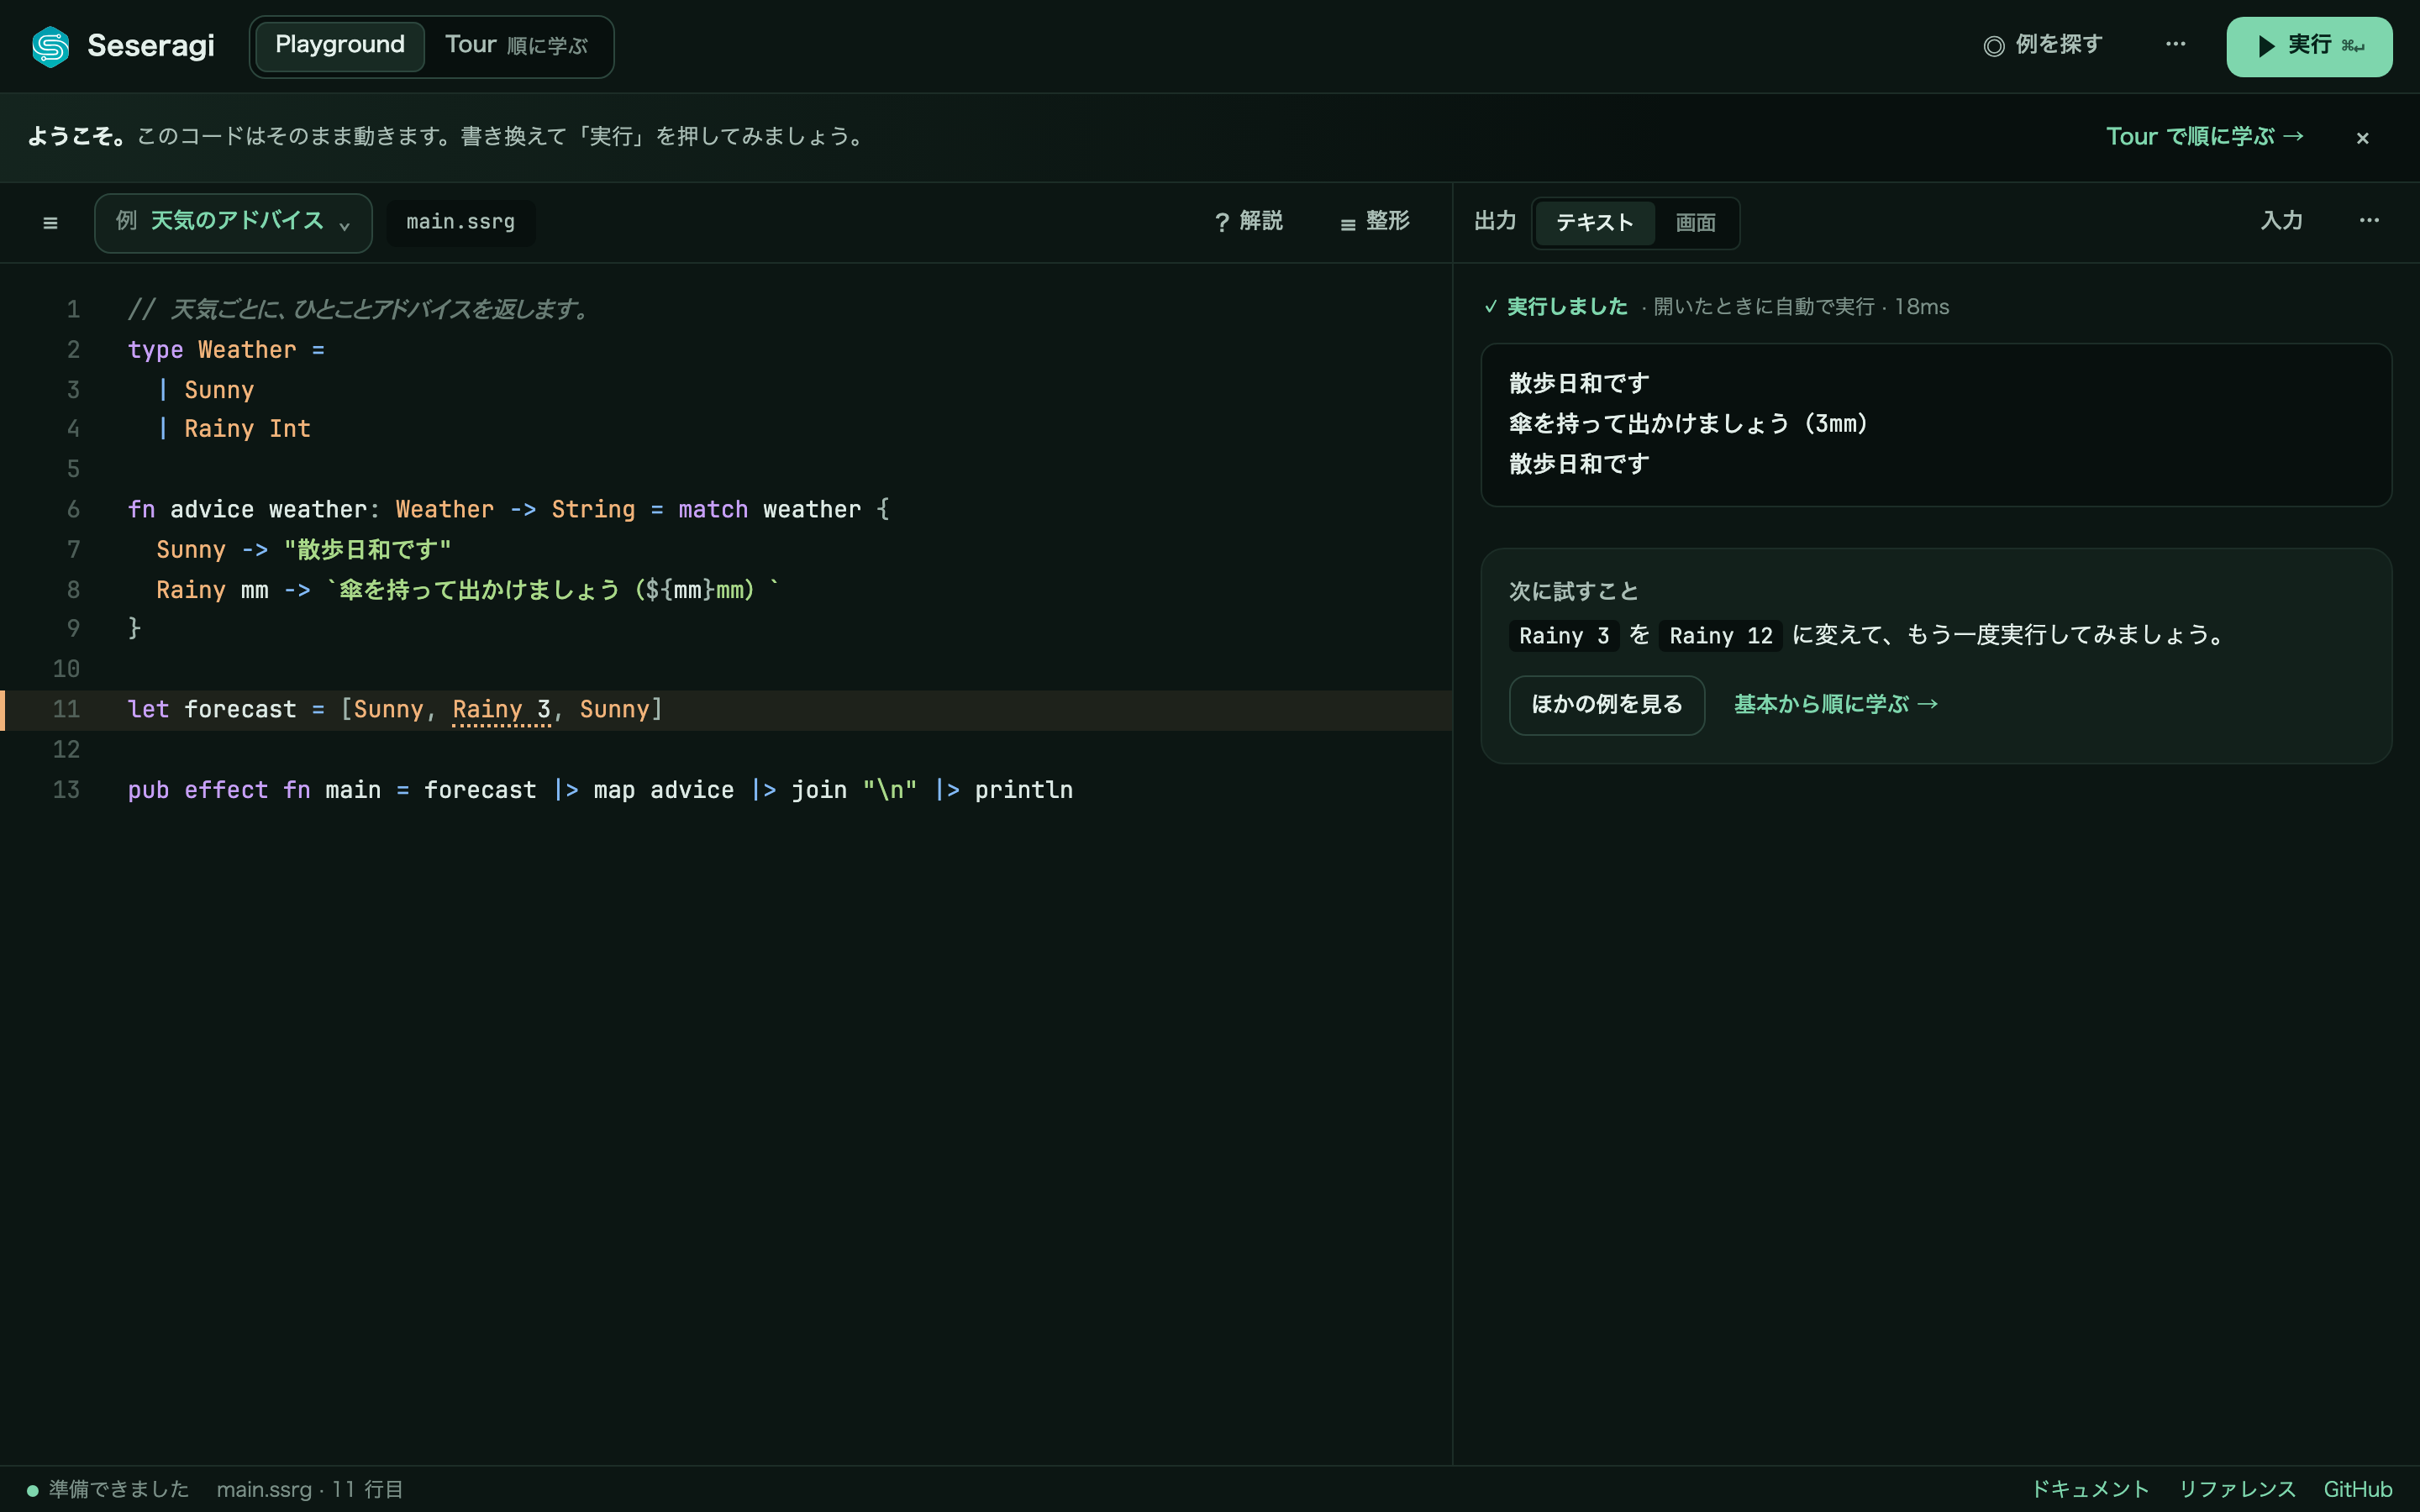 Seseragi
Playground Tour 順に学ぶ
例を探す … 実行 ⌘↵
ようこそ。このコードはそのまま動きます。書き換えて「実行」を押してみましょう。
Tour で順に学ぶ → ×
≡ 例 天気のアドバイス ⌄ main.ssrg ? 解説 ≡ 整形
1 // 天気ごとに、ひとことアドバイスを返します。
2 type Weather =
3 | Sunny
4 | Rainy Int
5
6 fn advice weather: Weather -> String = match weather {
7 Sunny -> "散歩日和です"
8 Rainy mm -> `傘を持って出かけましょう（${mm}mm）`
9 }
10
11 let forecast = [Sunny, Rainy 3, Sunny]
12
13 pub effect fn main = forecast |> map advice |> join "\n" |> println
出力 テキスト 画面 入力 …
✓ 実行しました · 開いたときに自動で実行 · 18ms
散歩日和です
傘を持って出かけましょう（3mm）
散歩日和です
次に試すこと
Rainy 3 を Rainy 12 に変えて、もう一度実行してみましょう。
ほかの例を見る 基本から順に学ぶ →
準備できました main.ssrg · 11 行目
ドキュメント リファレンス GitHub